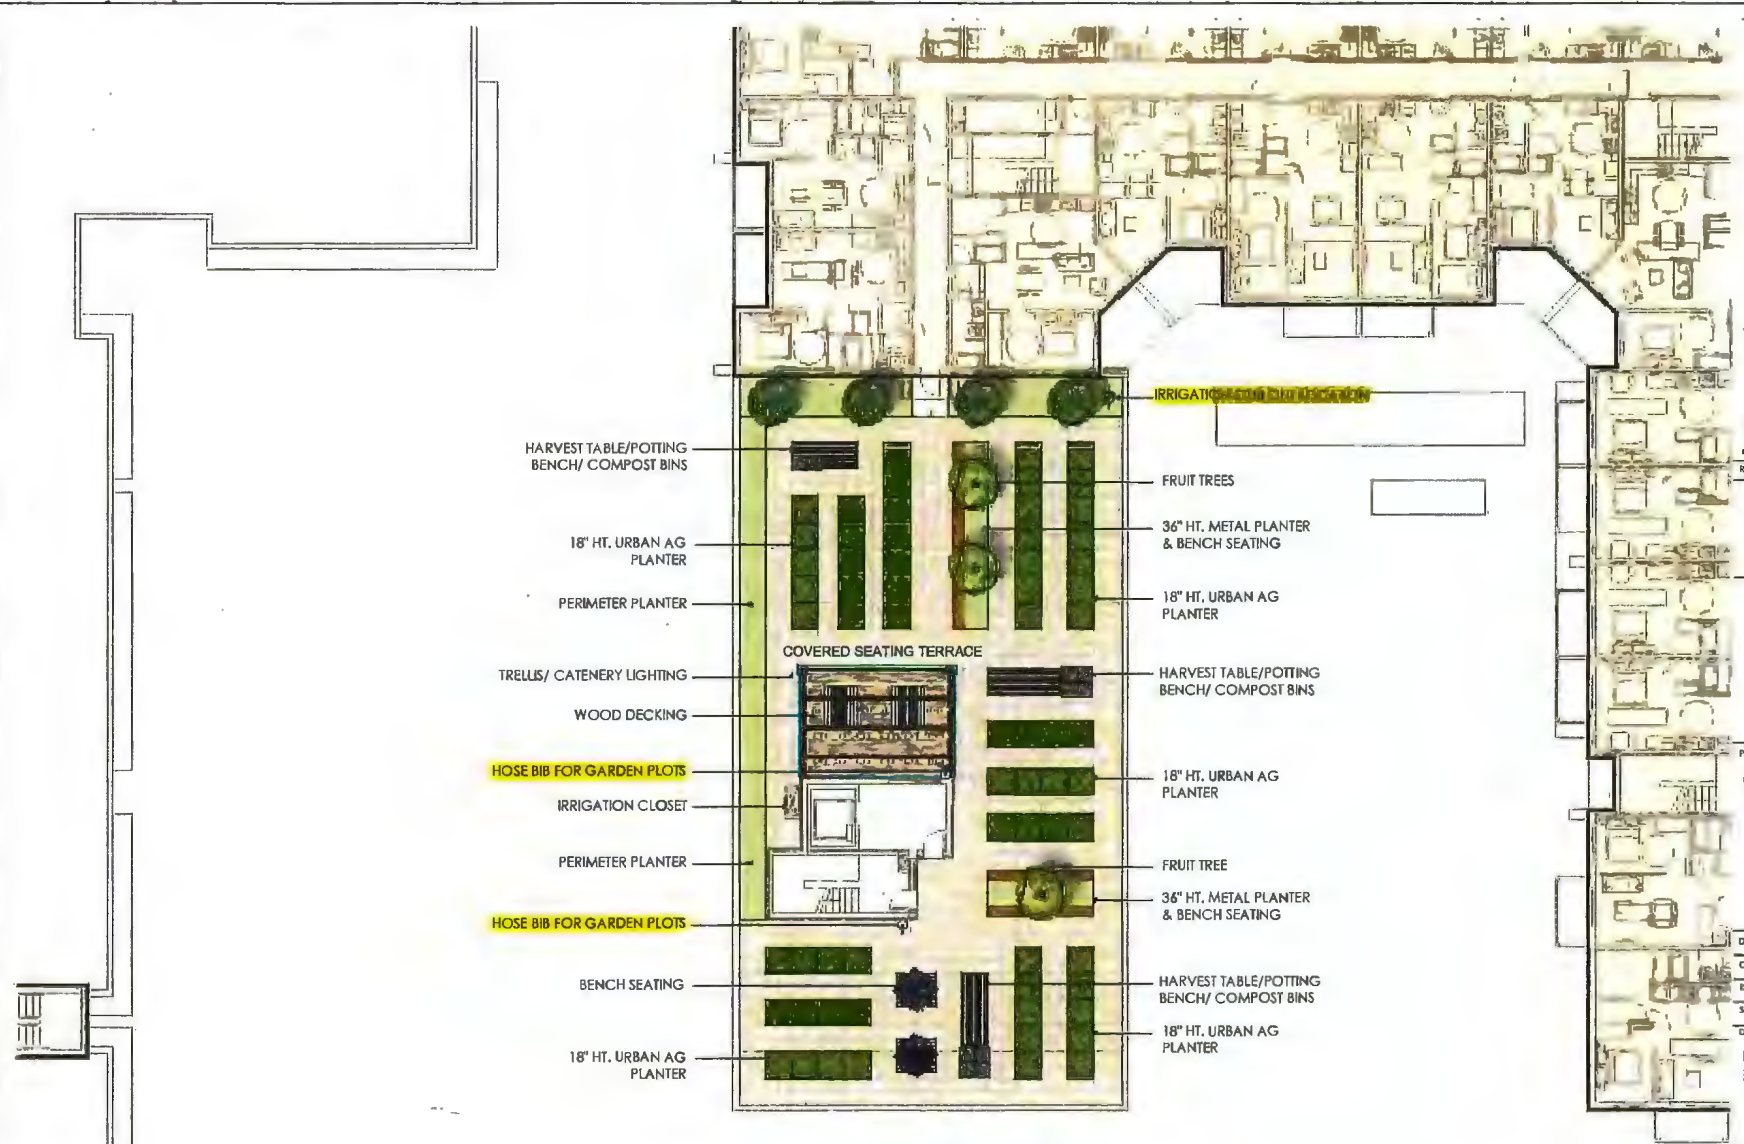 IRRIGATION
HARVEST TABLE/POTTING
BENCH/ COMPOST BINS
FRUIT TREES
36" HT. METAL PLANTER
& BENCH SEATING
18" HT. URBAN AG
PLANTER
PERIMETER PLANTER
18" HT. URBAN AG
PLANTER
COVERED SEATING TERRACE
TRELLIS/ CATENERY LIGHTING
HARVEST TABLE/POTTING
BENCH/ COMPOST BINS
WOOD DECKING
HOSE BIB FOR GARDEN PLOTS
18" HT. URBAN AG
PLANTER
IRRIGATION CLOSET
PERIMETER PLANTER
FRUIT TREE
36" HT. METAL PLANTER
& BENCH SEATING
HOSE BIB FOR GARDEN PLOTS
BENCH SEATING
HARVEST TABLE/POTTING
BENCH/ COMPOST BINS
18" HT. URBAN AG
PLANTER
18" HT. URBAN AG
PLANTER